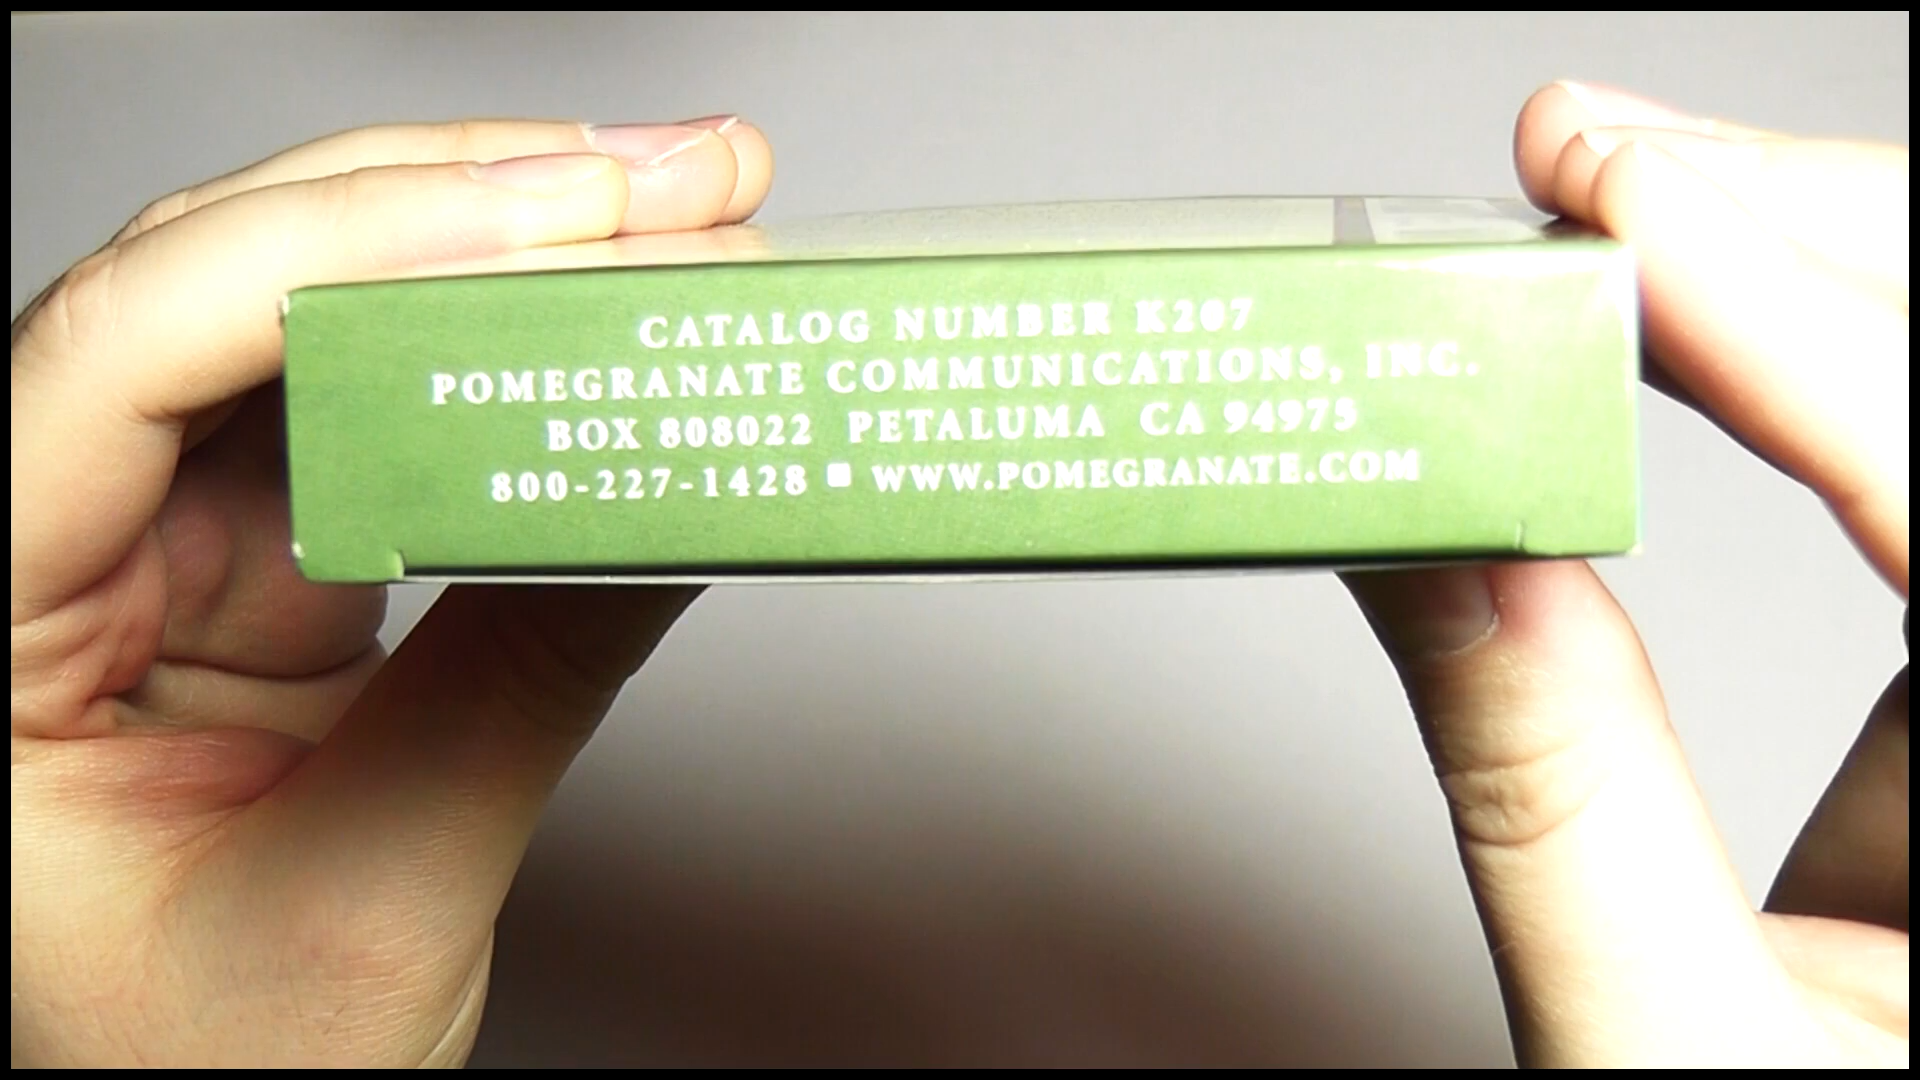 CATALOG NUMBER K207
POMEGRANATE COMMUNICATIONS, INC.
BOX 808022 PETALUMA CA 94975
800-227-1428 ■ WWW.POMEGRANATE.COM